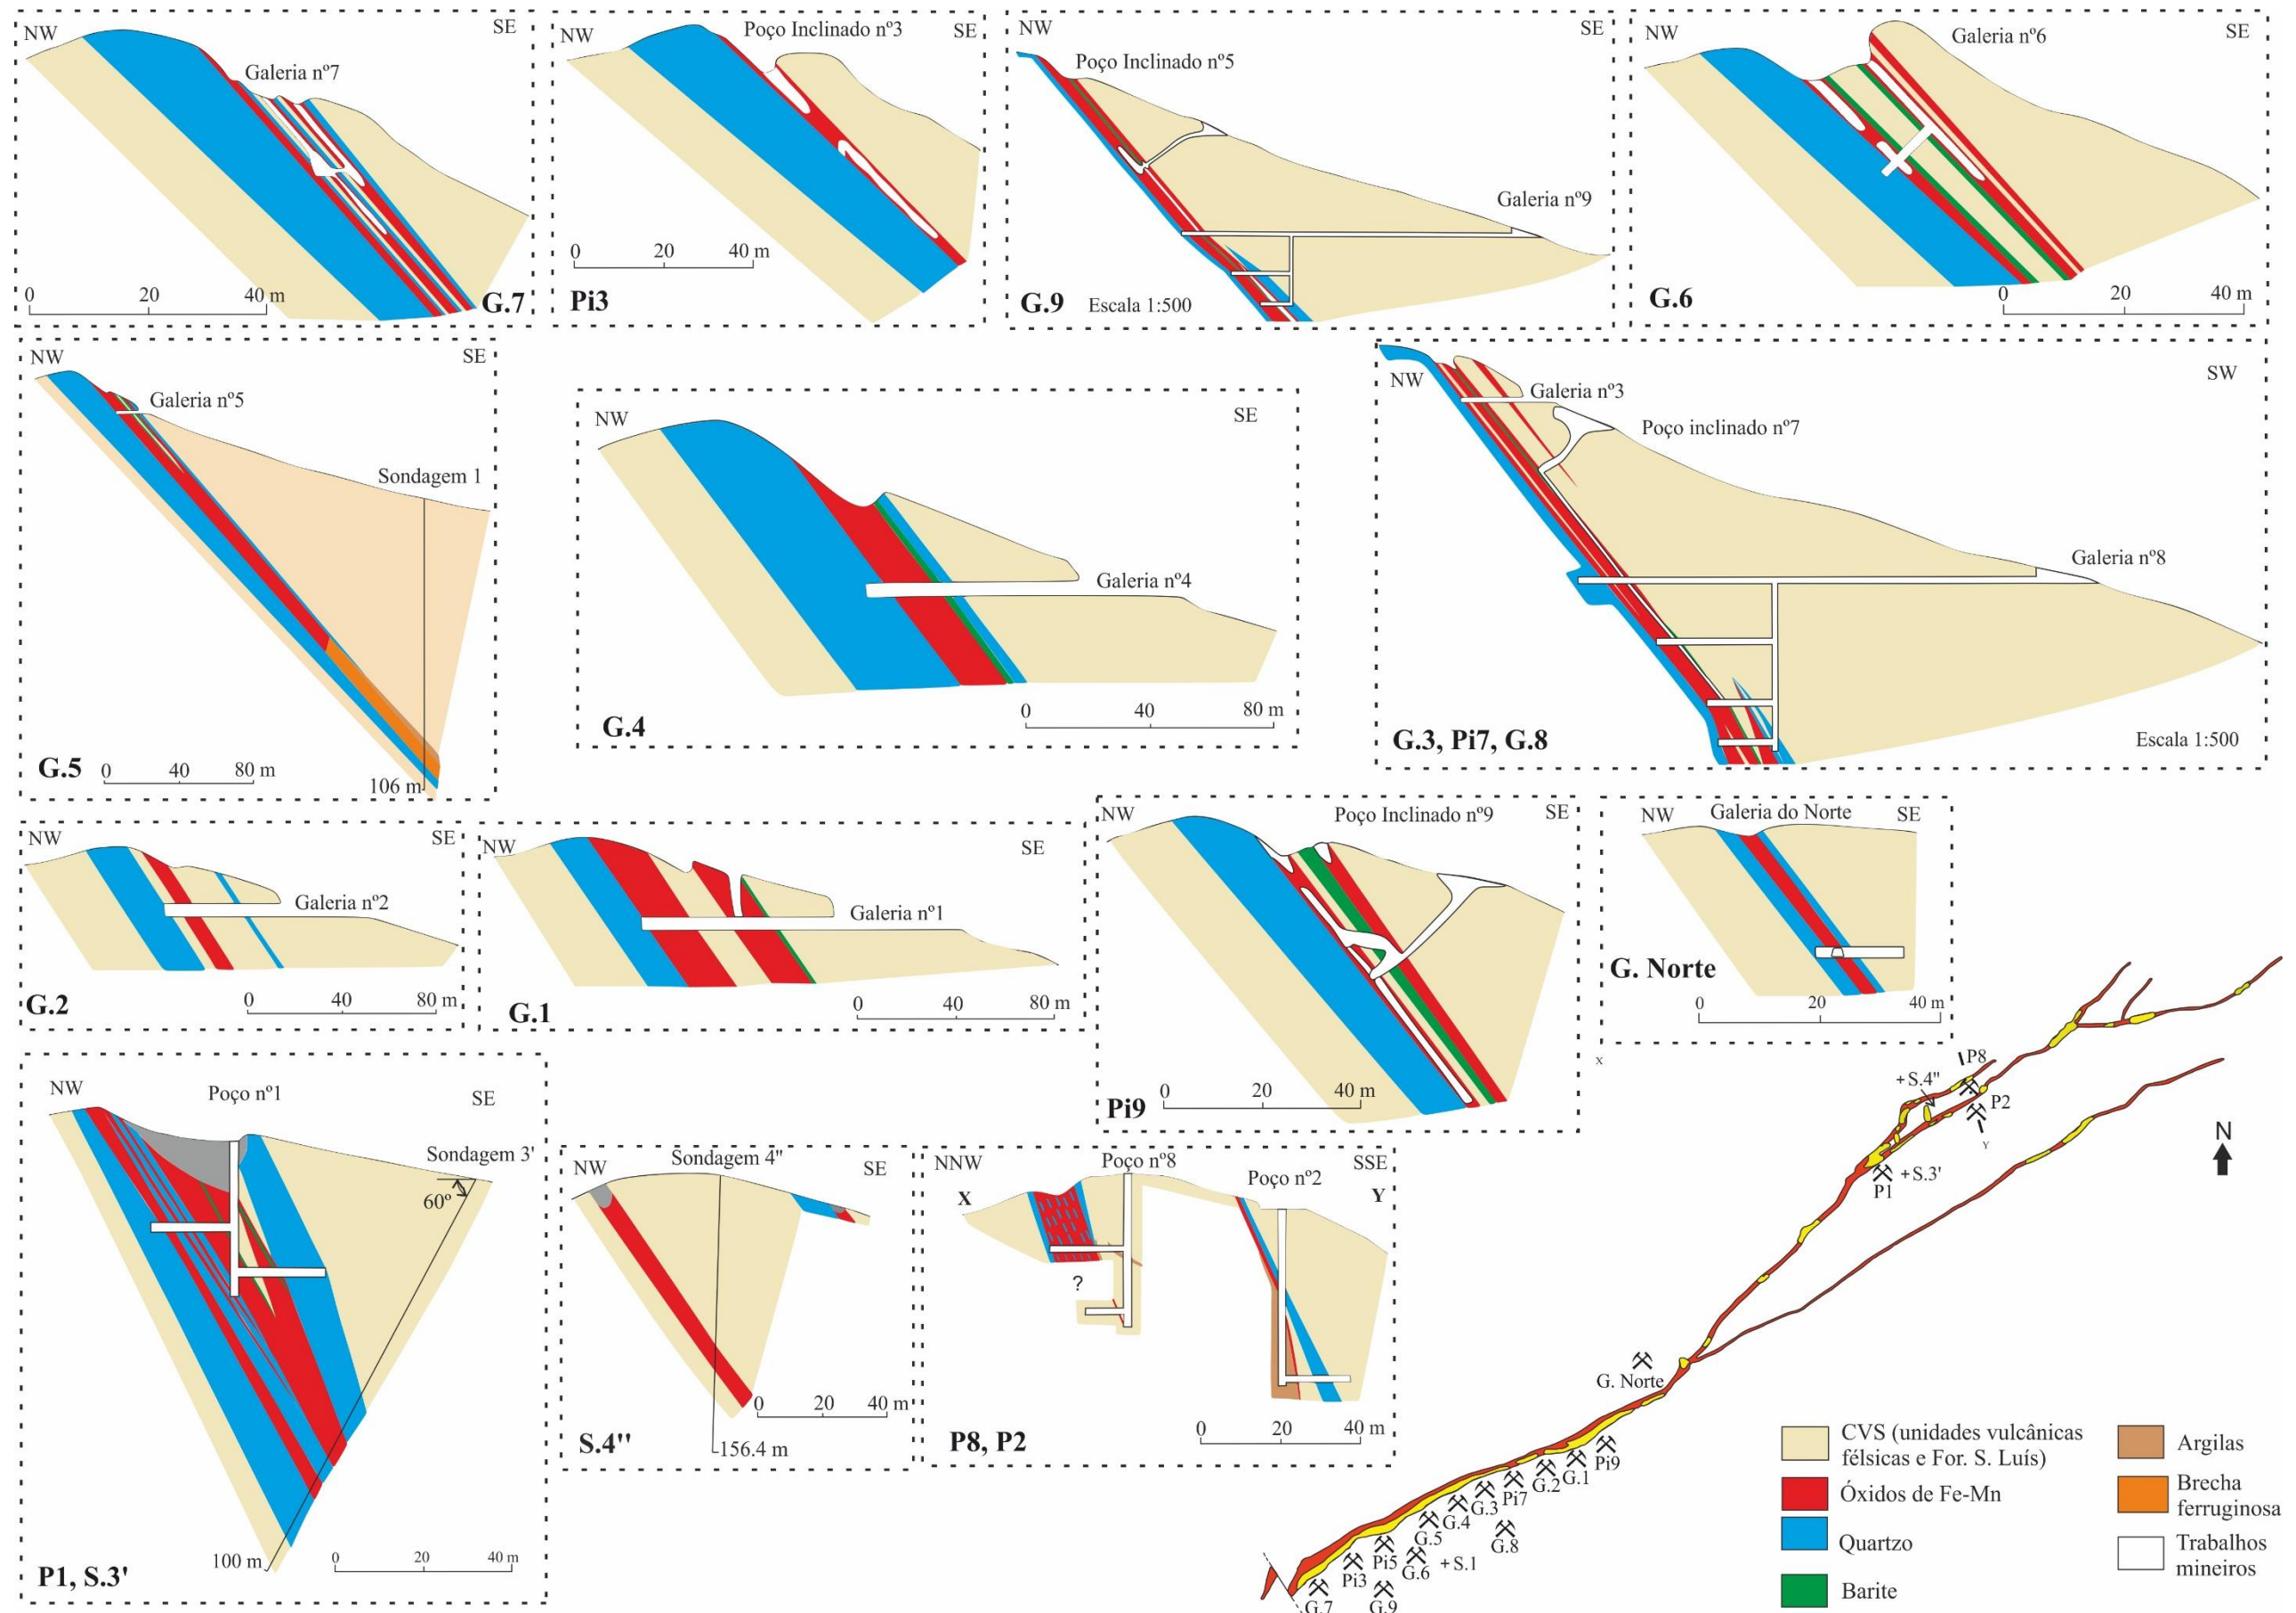 NW
SE
Galeria nº7
0 20 40 m
G.7
NW
Poço Inclinado nº3
SE
0 20 40 m
Pi3
NW
SE
Poço Inclinado nº5
Galeria nº9
G.9
Escala 1:500
NW
Galeria nº6
SE
G.6
0 20 40 m
NW
SE
Galeria nº5
Sondagem 1
G.5
0 40 80 m
106 m
NW
SE
Galeria nº4
G.4
0 40 80 m
NW
SW
Galeria nº3
Poço inclinado nº7
Galeria nº8
G.3, Pi7, G.8
Escala 1:500
NW
SE
Galeria nº2
G.2
0 40 80 m
NW
SE
Galeria nº1
G.1
0 40 80 m
NW
Poço Inclinado nº9
SE
Pi9
0 20 40 m
NW
Galeria do Norte
SE
G. Norte
0 20 40 m
X
NW
Poço nº1
SE
Sondagem 3'
60º
100 m
0 20 40 m
P1, S.3'
NW
Sondagem 4''
SE
0 20 40 m
S.4''
156.4 m
NNW
Poço nº8
SSE
X
Poço nº2
Y
?
0 20 40 m
P8, P2
P8
+S.4''
P2
Y
+S.3'
P1
N
G. Norte
Pi9
G.1
G.2
Pi7
G.3
G.4
G.8
G.5
+S.1
G.6
Pi5
Pi3
G.9
G.7
CVS (unidades vulcânicas
félsicas e For. S. Luís)
Óxidos de Fe-Mn
Quartzo
Barite
Argilas
Brecha
ferruginosa
Trabalhos
mineiros